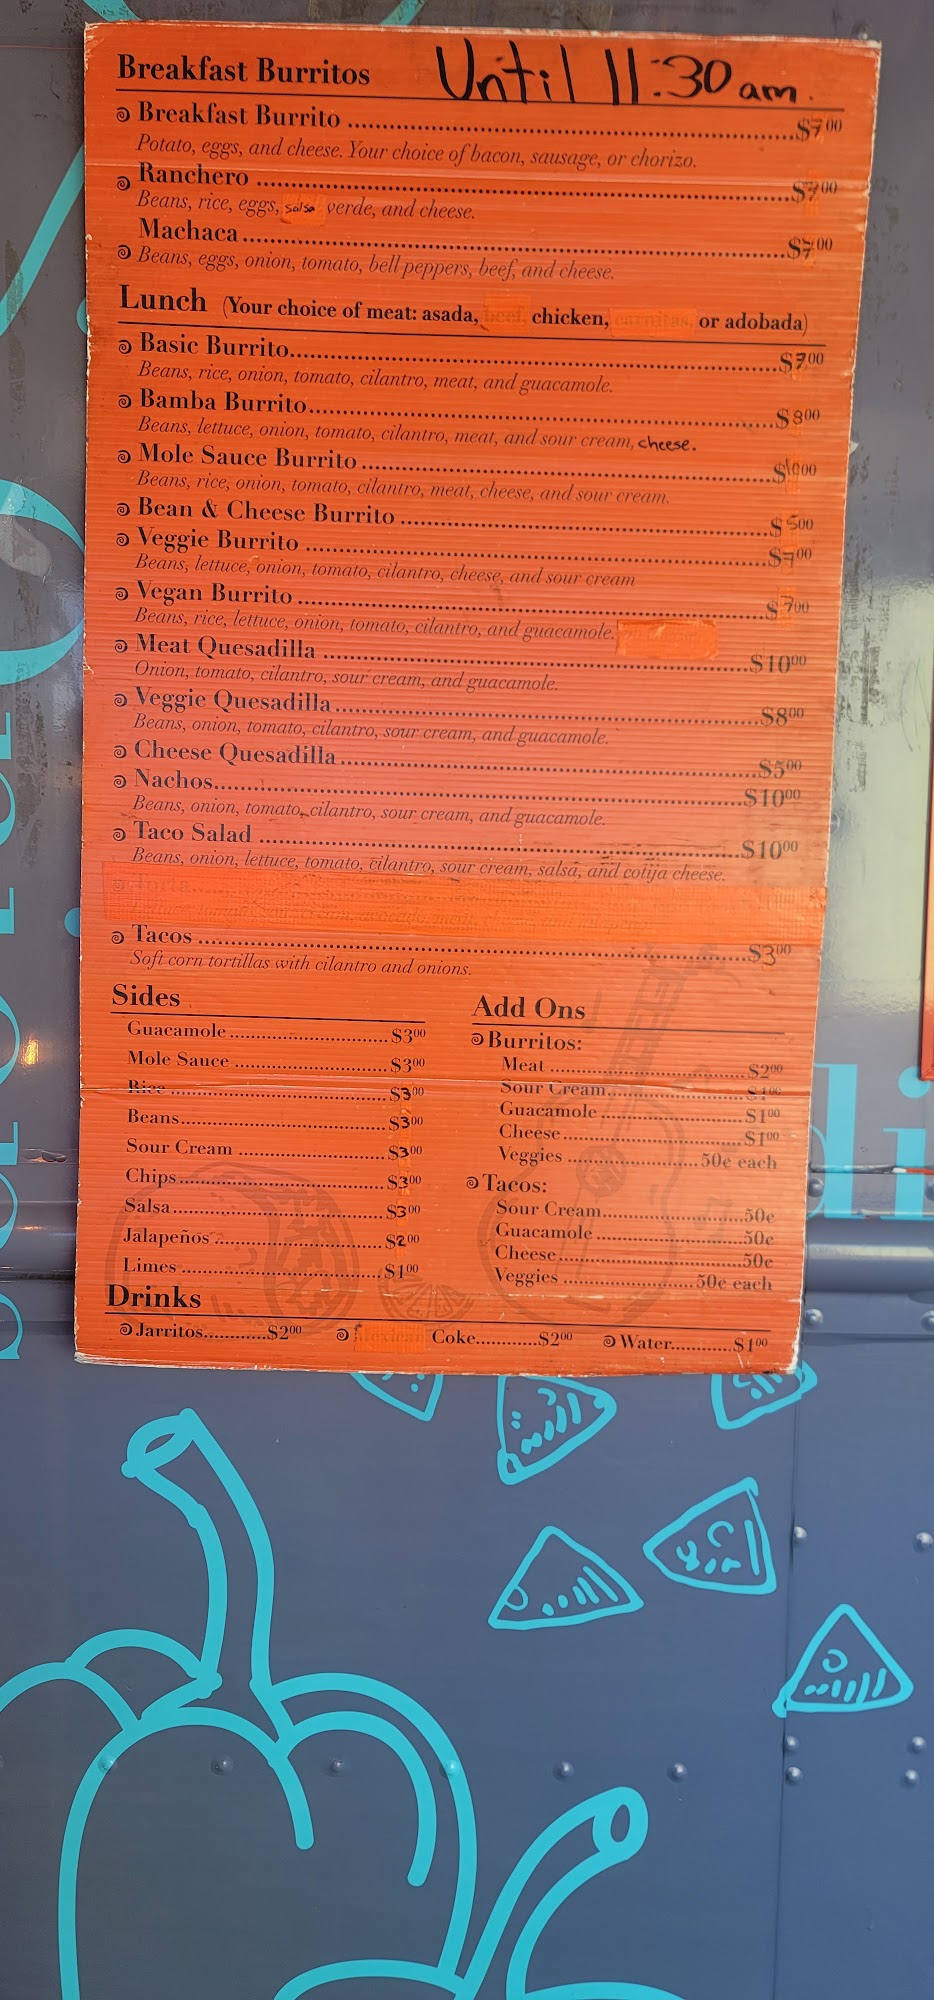 Breakfast Burritos Until 11:30 am.
Breakfast Burrito ........ $7.00
Potato, eggs, and cheese. Your choice of bacon, sausage, or chorizo.
Ranchero ........ $7.00
Beans, rice, eggs, salsa verde, and cheese.
Machaca ........ $7.00
Beans, eggs, onion, tomato, bell peppers, beef, and cheese.
Lunch (Your choice of meat: asada, beef, chicken, carnitas, or adobada)
Basic Burrito ........ $7.00
Beans, rice, onion, tomato, cilantro, meat, and guacamole.
Bamba Burrito ........ $8.00
Beans, lettuce, onion, tomato, cilantro, meat, and sour cream, cheese.
Mole Sauce Burrito ........ $10.00
Beans, rice, onion, tomato, cilantro, meat, cheese, and sour cream.
Bean & Cheese Burrito ........ $5.00
Veggie Burrito ........ $7.00
Beans, lettuce, onion, tomato, cilantro, cheese, and sour cream
Vegan Burrito ........ $7.00
Beans, rice, lettuce, onion, tomato, cilantro, and guacamole.
Meat Quesadilla ........ $10.00
Onion, tomato, cilantro, sour cream, and guacamole.
Veggie Quesadilla ........ $8.00
Beans, onion, tomato, cilantro, sour cream, and guacamole.
Cheese Quesadilla ........ $5.00
Nachos ........ $10.00
Beans, onion, tomato, cilantro, sour cream, and guacamole.
Taco Salad ........ $10.00
Beans, onion, lettuce, tomato, cilantro, sour cream, salsa, and cotija cheese.
Torta
Tacos ........ $3.00
Soft corn tortillas with cilantro and onions.
Sides
Guacamole ........ $3.00
Mole Sauce ........ $3.00
Rice ........ $3.00
Beans ........ $3.00
Sour Cream ........ $3.00
Chips ........ $3.00
Salsa ........ $3.00
Jalapeños ........ $2.00
Limes ........ $1.00
Add Ons
Burritos:
Meat ........ $2.00
Sour Cream ........ $1.00
Guacamole ........ $1.00
Cheese ........ $1.00
Veggies ........ 50¢ each
Tacos:
Sour Cream ........ 50¢
Guacamole ........ 50¢
Cheese ........ 50¢
Veggies ........ 50¢ each
Drinks
Jarritos ........ $2.00 Mexican Coke ........ $2.00 Water ........ $1.00